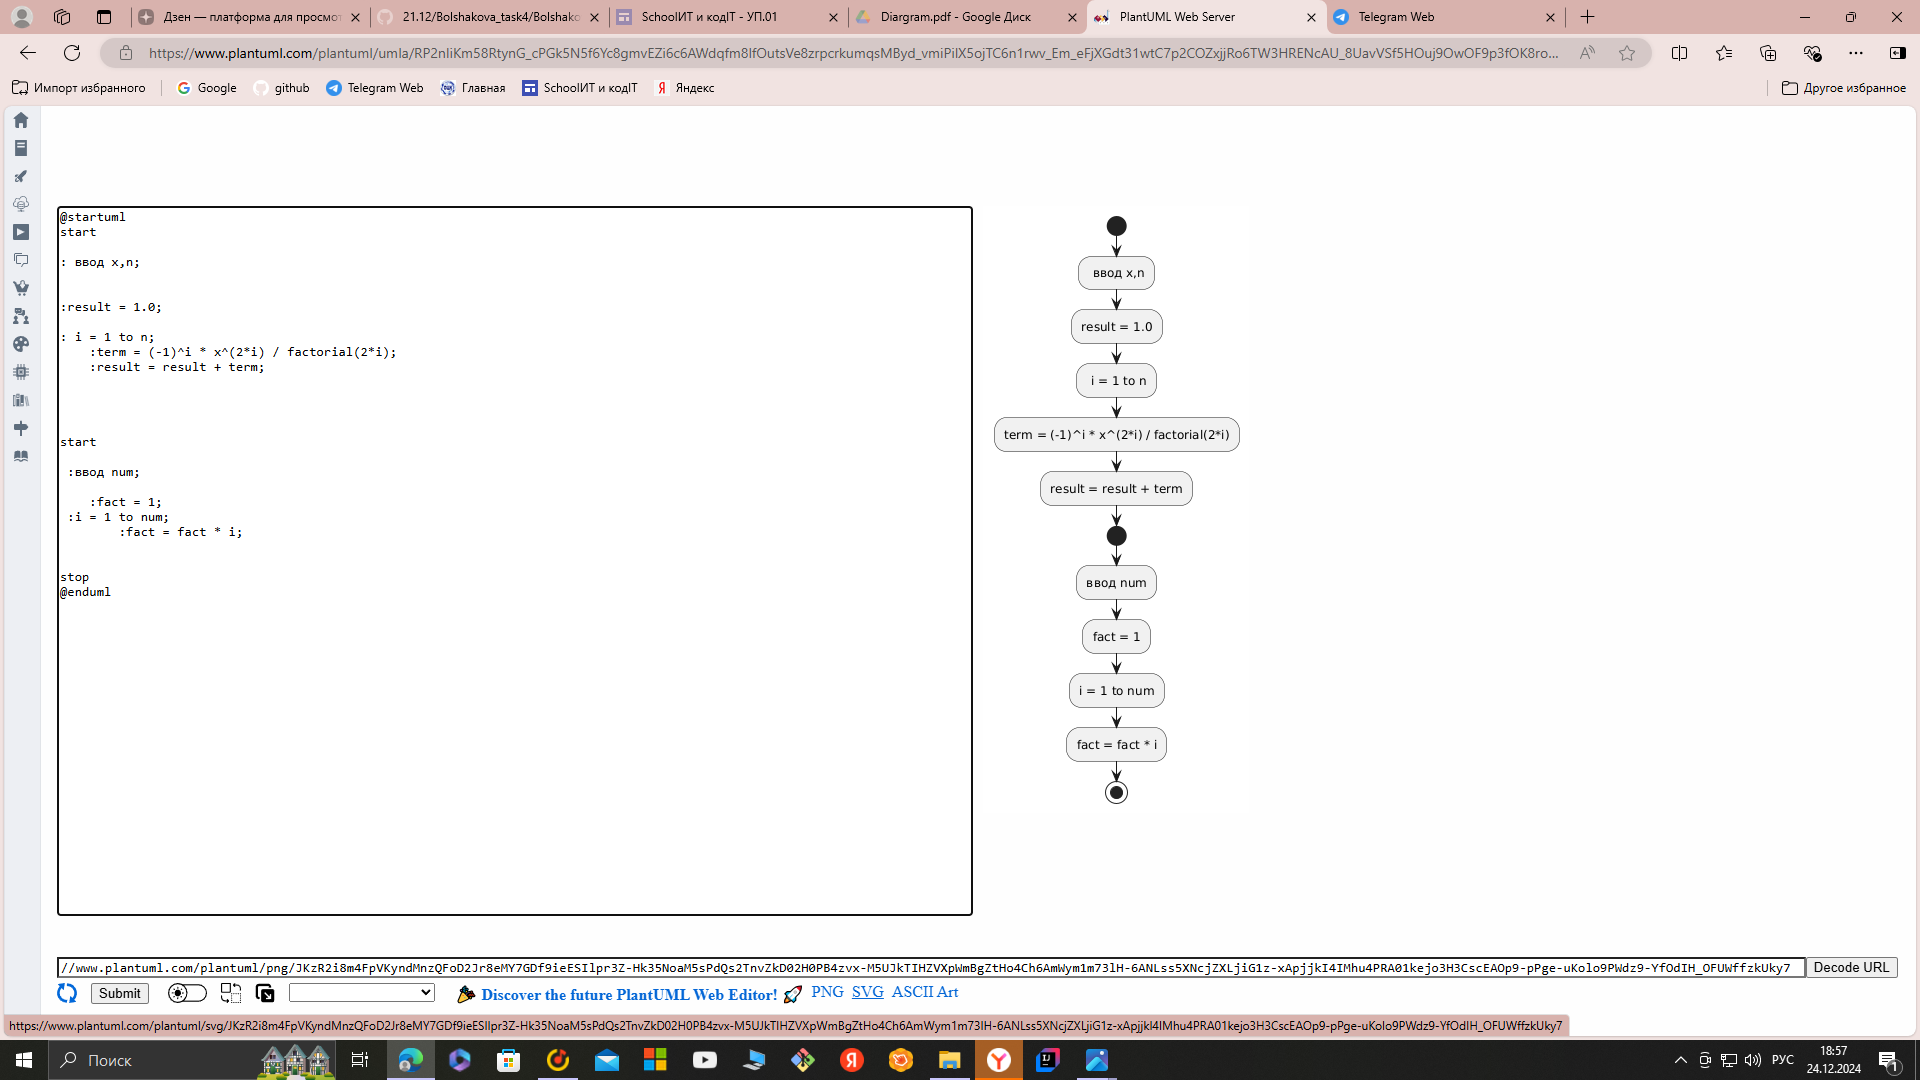 Дзен — платформа для просмот
21.12/Bolshakova_task4/Bolshako
SchoolИТ и кодIT - УП.01
Diargram.pdf - Google Диск
PlantUML Web Server
Telegram Web
https://www.plantuml.com/plantuml/umla/RP2nIiKm58RtynG_cPGk5N5f6Yc8gmvEZi6c6AWdqfm8lfOutsVe8zrpcrkumqsMByd_vmiPilX5ojTC6n1rwv_Em_eFjXGdt31wtC7p2COZxjjRo6TW3HRENcAU_8UavVSf5HOuj9OwOF9p3fOK8ro...
Импорт избранного
Google
github
Telegram Web
Главная
SchoolИТ и кодIT
Яндекс
Другое избранное
@startuml
start
: ввод x,n;
:result = 1.0;
: i = 1 to n;
:term = (-1)^i * x^(2*i) / factorial(2*i);
:result = result + term;
start
:ввод num;
:fact = 1;
:i = 1 to num;
:fact = fact * i;
stop
@enduml
ввод x,n
result = 1.0
i = 1 to n
term = (-1)^i * x^(2*i) / factorial(2*i)
result = result + term
ввод num
fact = 1
i = 1 to num
fact = fact * i
//www.plantuml.com/plantuml/png/JKzR2i8m4FpVKyndMnzQFoD2Jr8eMY7GDf9ieESIlpr3Z-Hk35NoaM5sPdQs2TnvZkD02H0PB4zvx-M5UJkTIHZVXpWmBgZtHo4Ch6AmWym1m73lH-6ANLss5XNcjZXLjiG1z-xApjjkI4IMhu4PRA01kejo3H3CscEAOp9-pPge-uKolo9PWdz9-YfOdIH_OFUWffzkUky7
Decode URL
Submit
Discover the future PlantUML Web Editor!
PNG
SVG
ASCII Art
https://www.plantuml.com/plantuml/svg/JKzR2i8m4FpVKyndMnzQFoD2Jr8eMY7GDf9ieESIlpr3Z-Hk35NoaM5sPdQs2TnvZkD02H0PB4zvx-M5UJkTIHZVXpWmBgZtHo4Ch6AmWym1m73lH-6ANLss5XNcjZXLjiG1z-xApjjkI4IMhu4PRA01kejo3H3CscEAOp9-pPge-uKolo9PWdz9-YfOdIH_OFUWffzkUky7
Поиск
РУС
18:57
24.12.2024
1